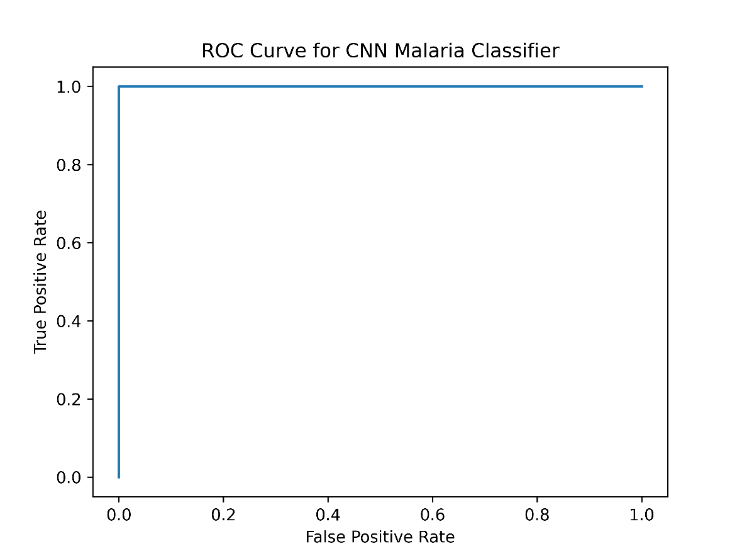 ROC Curve for CNN Malaria Classifier
1.0
0.8
0.6
0.4
0.2
0.0
True Positive Rate
0.0 0.2 0.4 0.6 0.8 1.0
False Positive Rate